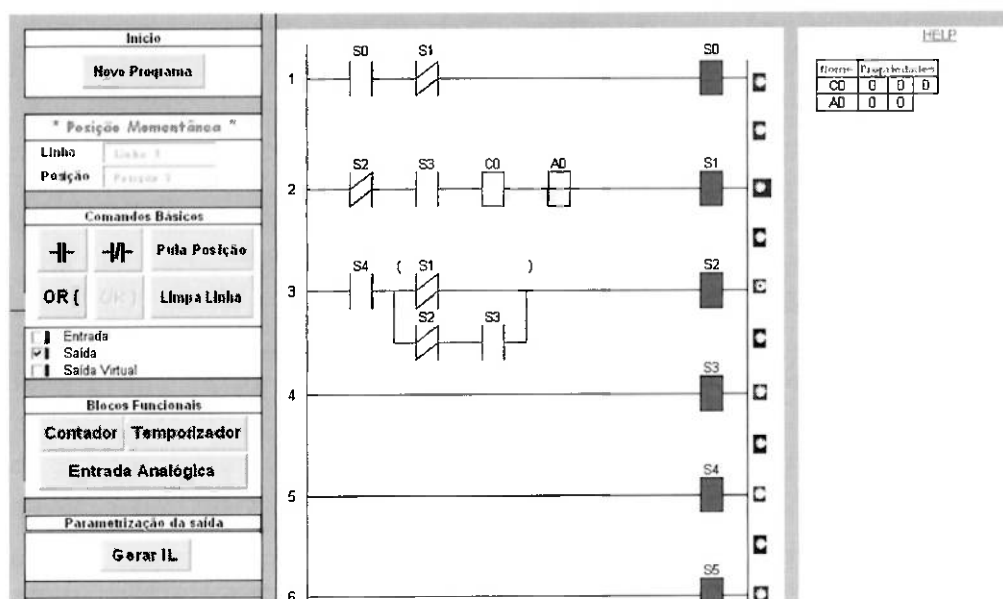 Início
Novo Programa
" Posição Momentânea "
Linha
Posição
Comandos Básicos
Pula Posição
OR (
OR )
Limpa Linha
Entrada
Saída
Saída Virtual
Blocos Funcionais
Contador Temporizador
Entrada Analógica
Parametrização da saída
Gerar IL
S0 S1 S0
1
S2 S3 C0 A0 S1
2
S4 ( S1 ) S2
3
S2 S3
S3
4
S4
5
S5
6
HELP
Nome Propriedades
C0 0 0 0
A0 0 0